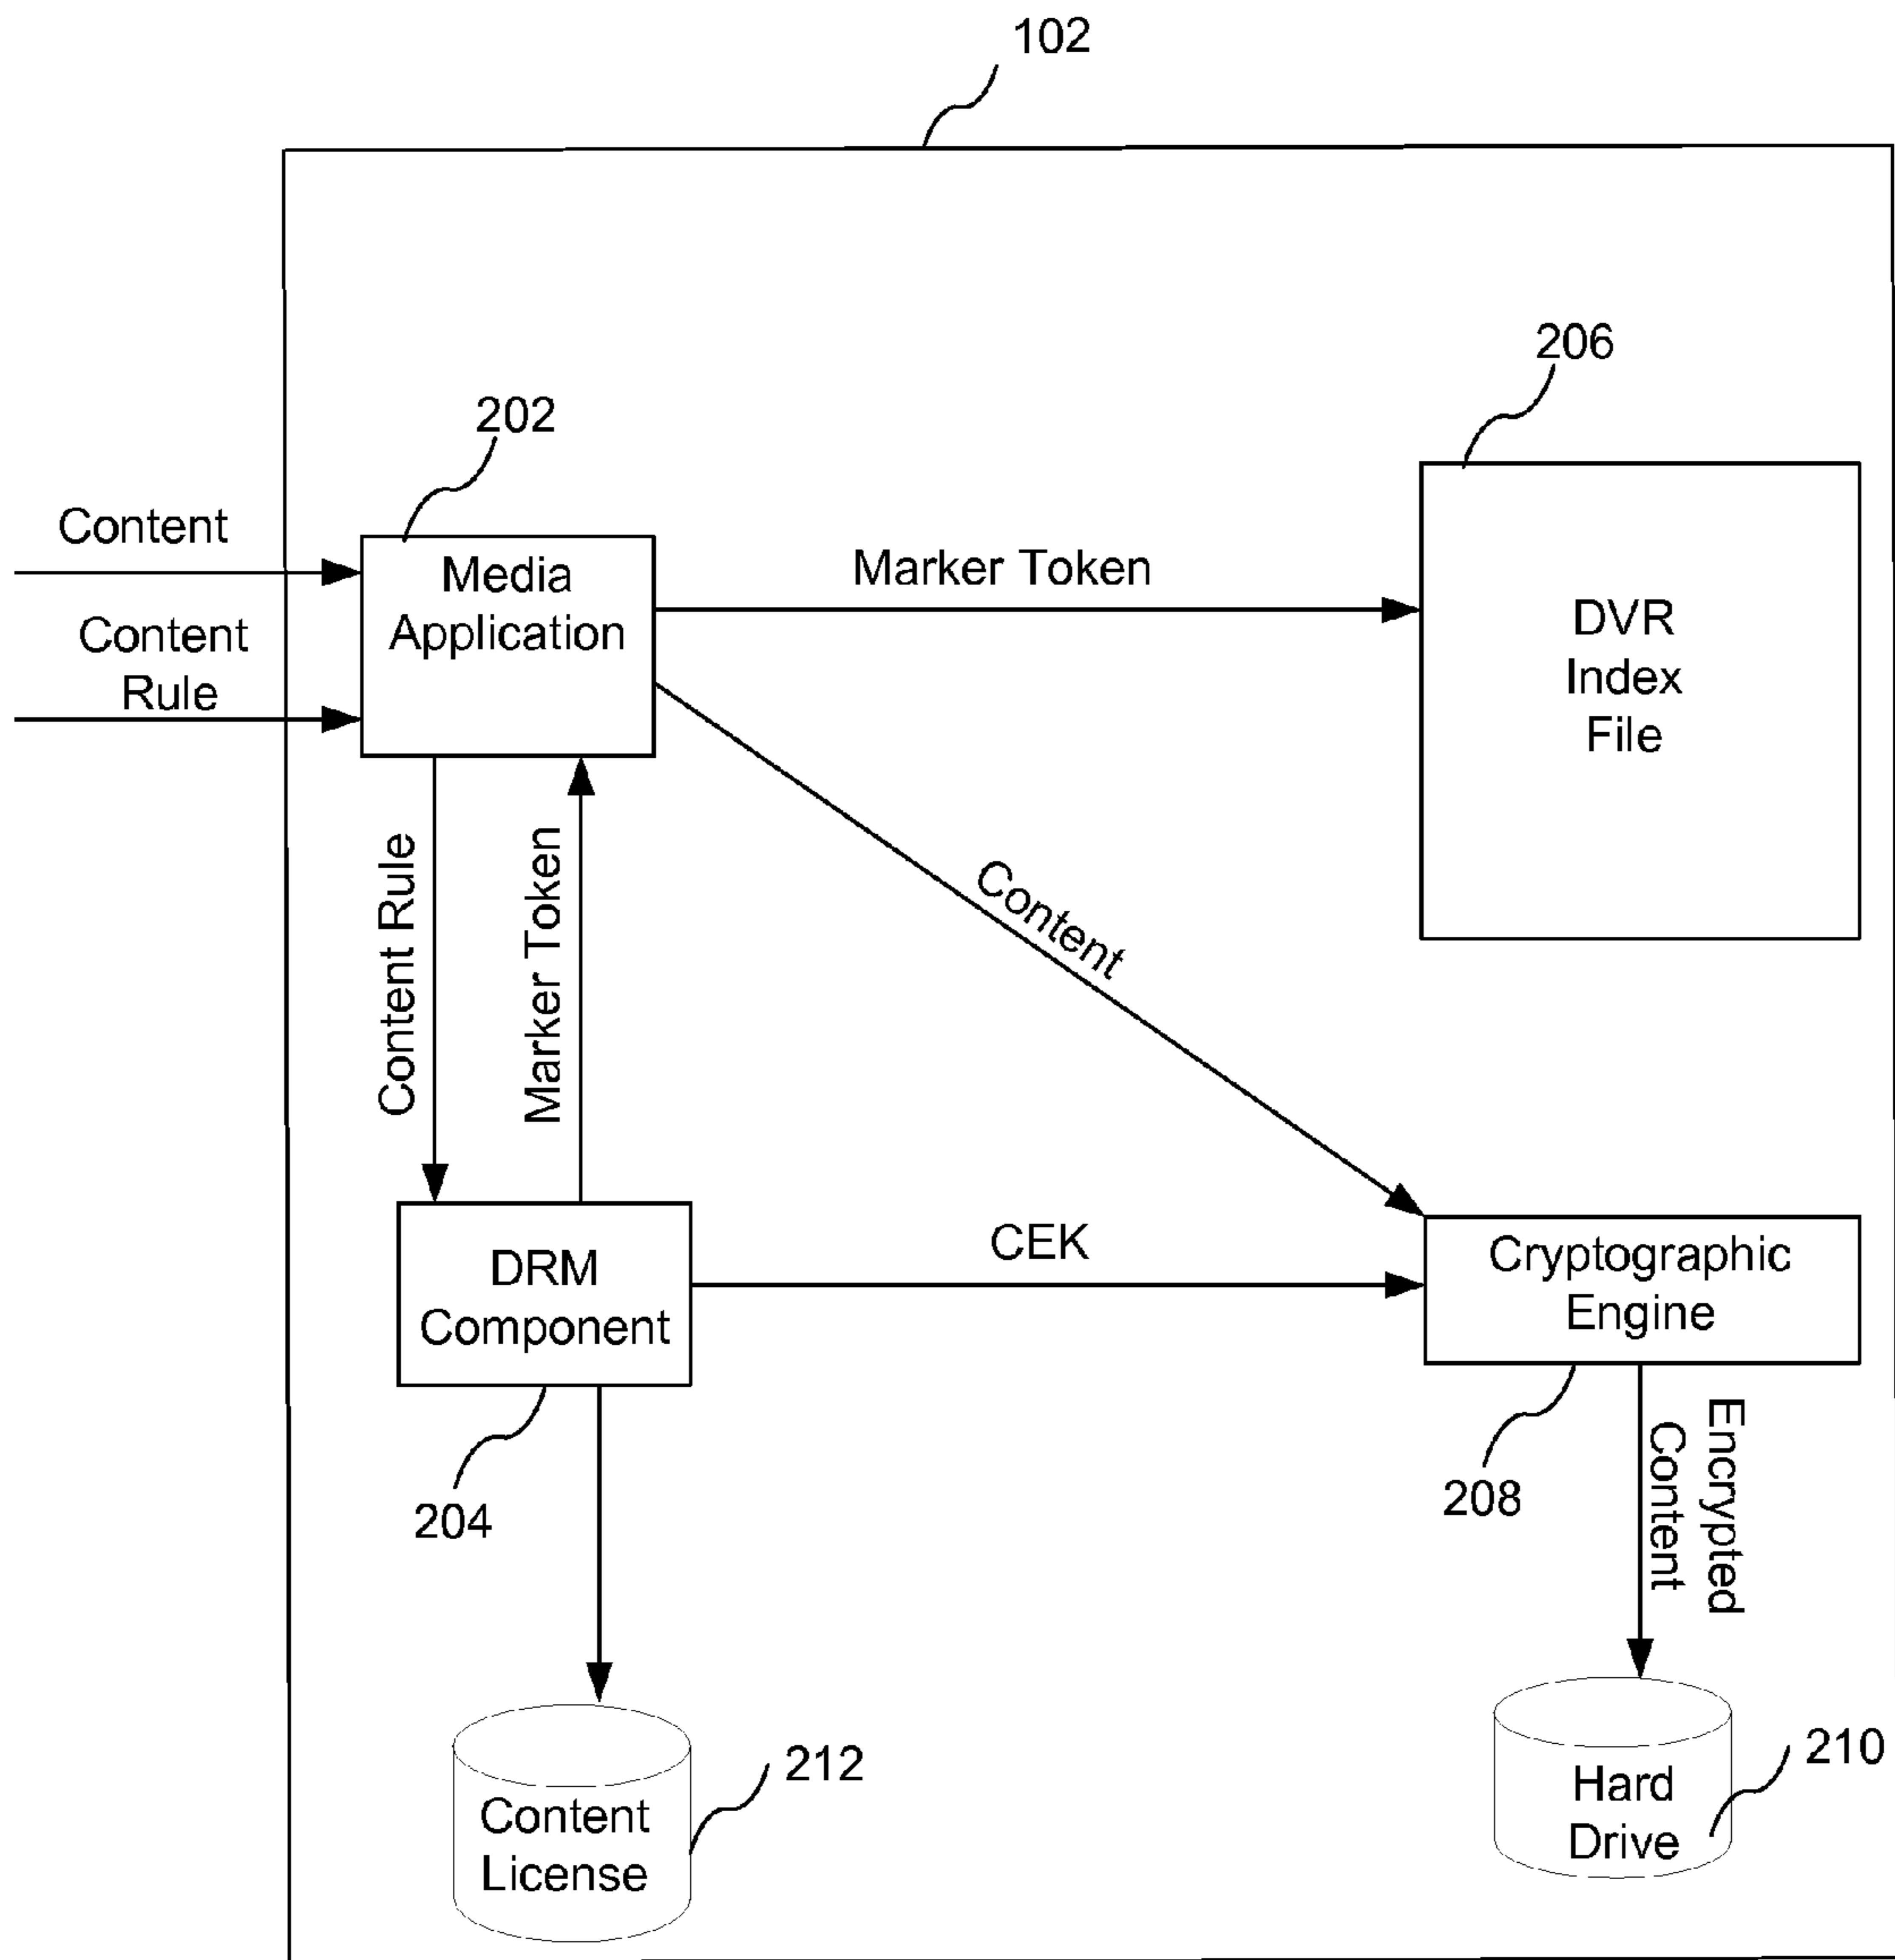 102
206
202
Content
Media
Application
Marker Token
DVR
Index
File
Content
Rule
Content Rule
Marker Token
Content
DRM
Component
CEK
Cryptographic
Engine
204
208
Encrypted
Content
212
Content
License
210
Hard
Drive